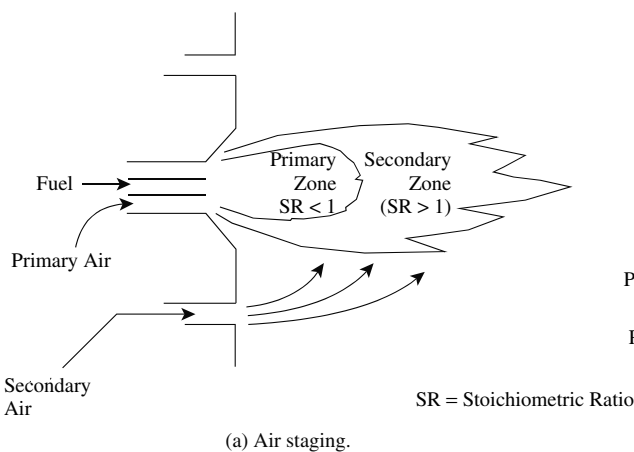 Primary
Zone
SR < 1
Secondary
Zone
(SR > 1)
Fuel
Primary Air
Secondary
Air
P
SR = Stoichiometric Ratio
(a) Air staging.